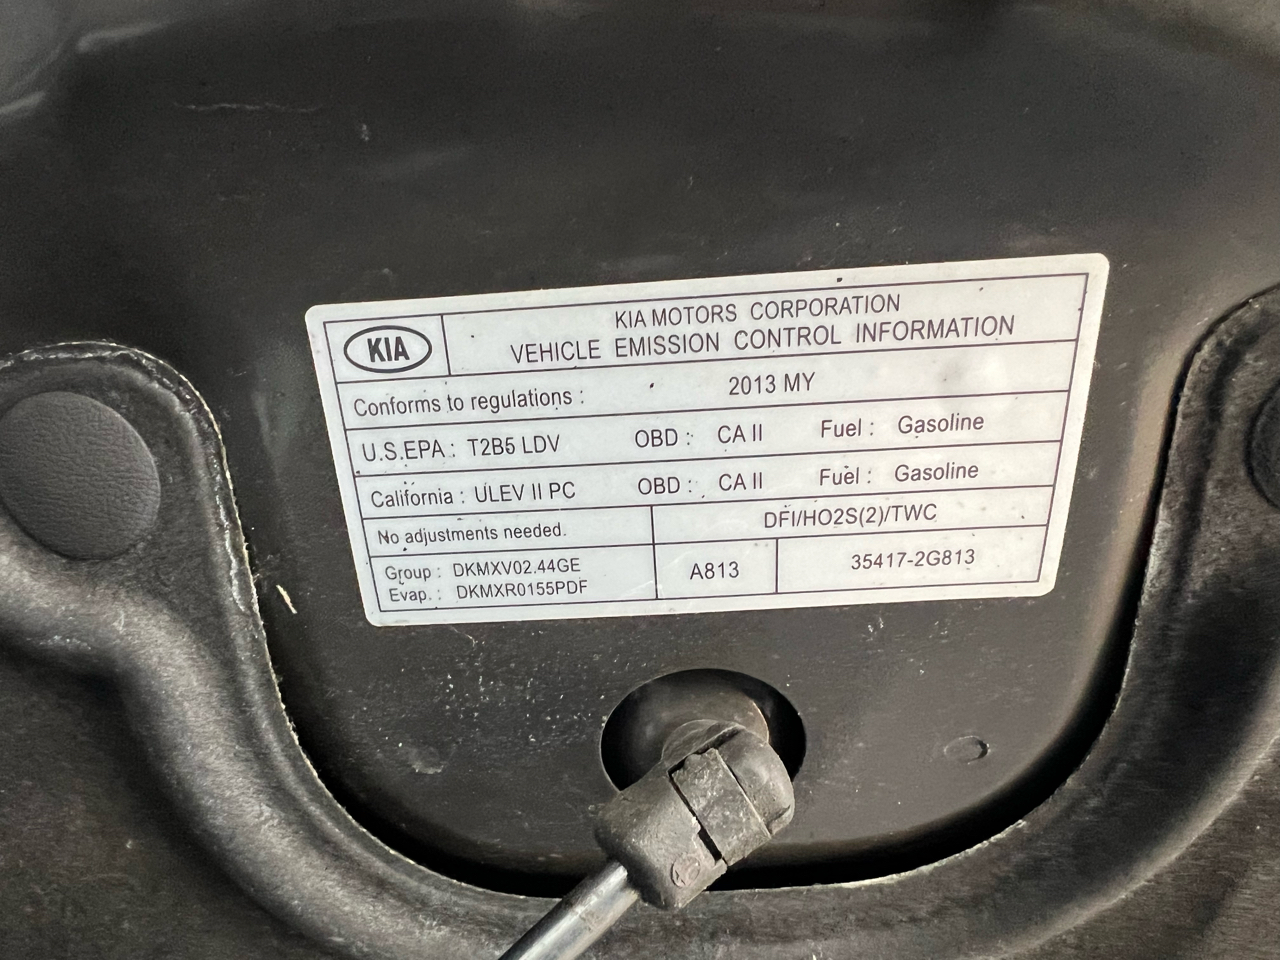 KIA
KIA MOTORS CORPORATION
VEHICLE EMISSION CONTROL INFORMATION
Conforms to regulations : 2013 MY
U.S.EPA : T2B5 LDV OBD : CA II Fuel : Gasoline
California : ULEV II PC OBD : CA II Fuel : Gasoline
No adjustments needed. DFI/HO2S(2)/TWC
Group : DKMXV02.44GE
Evap. : DKMXR0155PDF
A813
35417-2G813